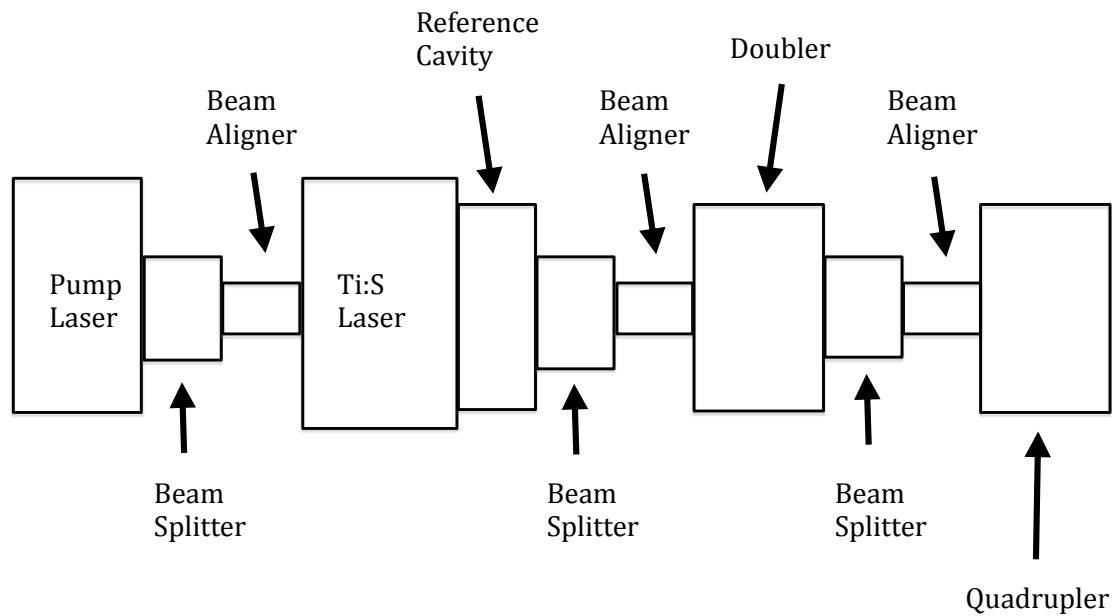 Reference
Cavity
Doubler
Beam
Aligner
Beam
Aligner
Beam
Aligner
Pump
Laser
Ti:S
Laser
Beam
Splitter
Beam
Splitter
Beam
Splitter
Quadrupler